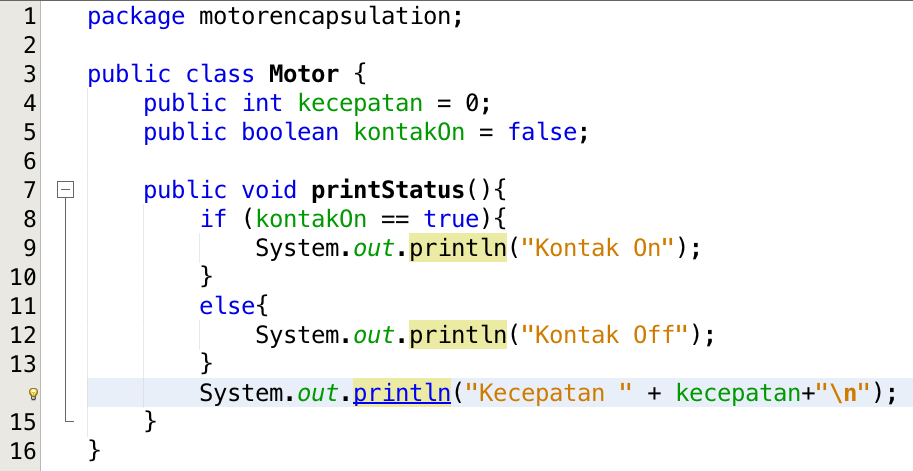 1 package motorencapsulation;
2
3 public class Motor {
4     public int kecepatan = 0;
5     public boolean kontakOn = false;
6
7     public void printStatus(){
8         if (kontakOn == true){
9             System.out.println("Kontak On");
10         }
11         else{
12             System.out.println("Kontak Off");
13         }
        System.out.println("Kecepatan " + kecepatan+"\n");
15     }
16 }